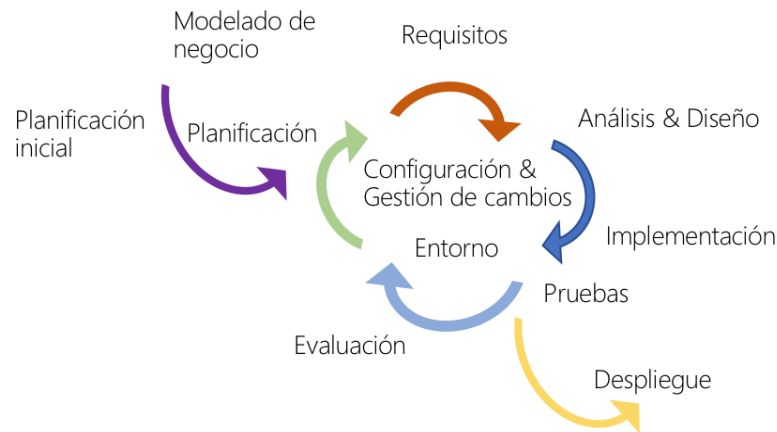 Modelado de
negocio
Requisitos
Planificación
inicial
Planificación
Análisis & Diseño
Configuración &
Gestión de cambios
Entorno
Implementación
Pruebas
Evaluación
Despliegue